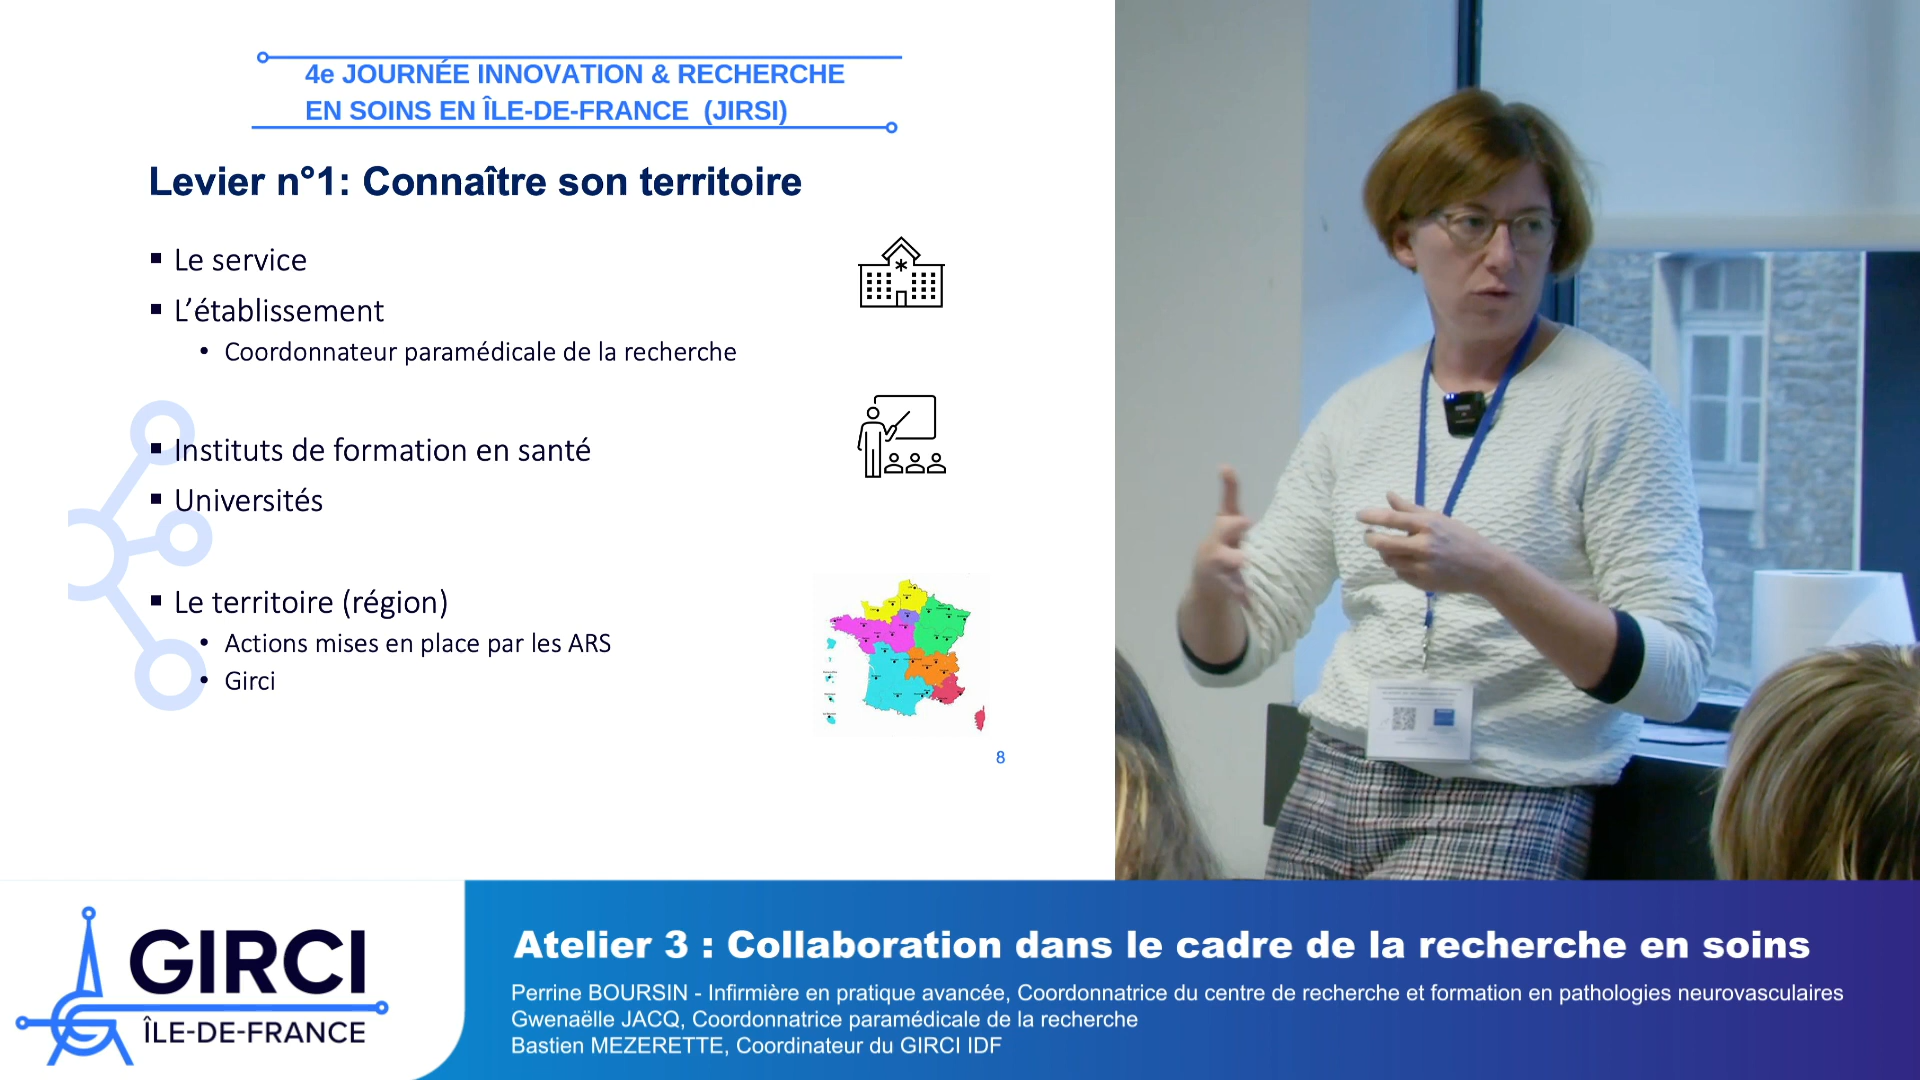 4e JOURNÉE INNOVATION & RECHERCHE
EN SOINS EN ÎLE-DE-FRANCE (JIRSI)
Levier n°1: Connaître son territoire
Le service
L'établissement
Coordonnateur paramédicale de la recherche
Instituts de formation en santé
Universités
Le territoire (région)
Actions mises en place par les ARS
Girci
8
GIRCI
ÎLE-DE-FRANCE
Atelier 3 : Collaboration dans le cadre de la recherche en soins
Perrine BOURSIN - Infirmière en pratique avancée, Coordonnatrice du centre de recherche et formation en pathologies neurovasculaires
Gwenaëlle JACQ, Coordonnatrice paramédicale de la recherche
Bastien MEZERETTE, Coordinateur du GIRCI IDF